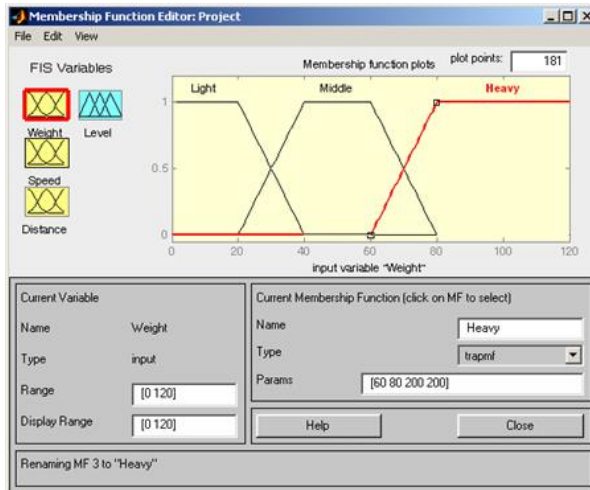 Membership Function Editor: Project
File Edit View
FIS Variables
Weight Level
Speed
Distance
Membership function plots plot points: 181
Light Middle Heavy
1
0.5
0
0 20 40 60 80 100 120
input variable "Weight"
Current Variable
Name Weight
Type input
Range [0 120]
Display Range [0 120]
Current Membership Function (click on MF to select)
Name Heavy
Type trapmf
Params [60 80 200 200]
Help Close
Renaming MF 3 to "Heavy"